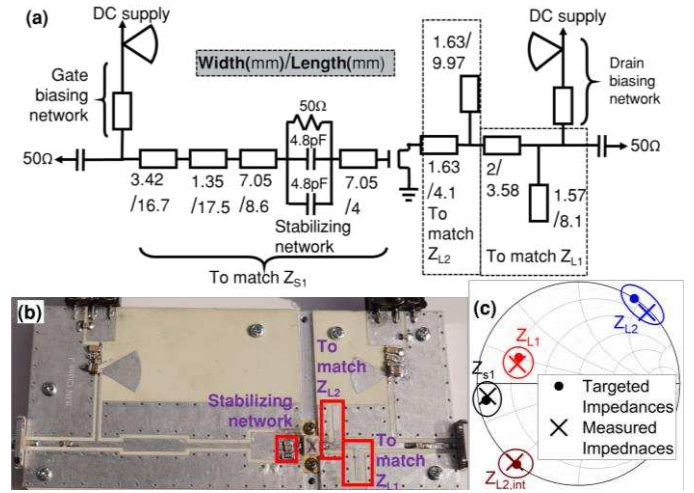 (a)
DC supply
DC supply
Gate
biasing
network
Width(mm)/Length(mm)
1.63/
9.97
Drain
biasing
network
50Ω
50Ω
4.8pF
4.8pF
50Ω
3.42
/16.7
1.35
/17.5
7.05
/8.6
7.05
/4
Stabilizing
network
To match ZS1
1.63
/4.1
To
match
ZL2
2/
3.58
1.57
/8.1
To match ZL1
(b)
To
match
ZL2
Stabilizing
network
To
match
ZL1
(c)
ZL2
ZL1
Zs1
Targeted
Impedances
Measured
Impednaces
ZL2,int